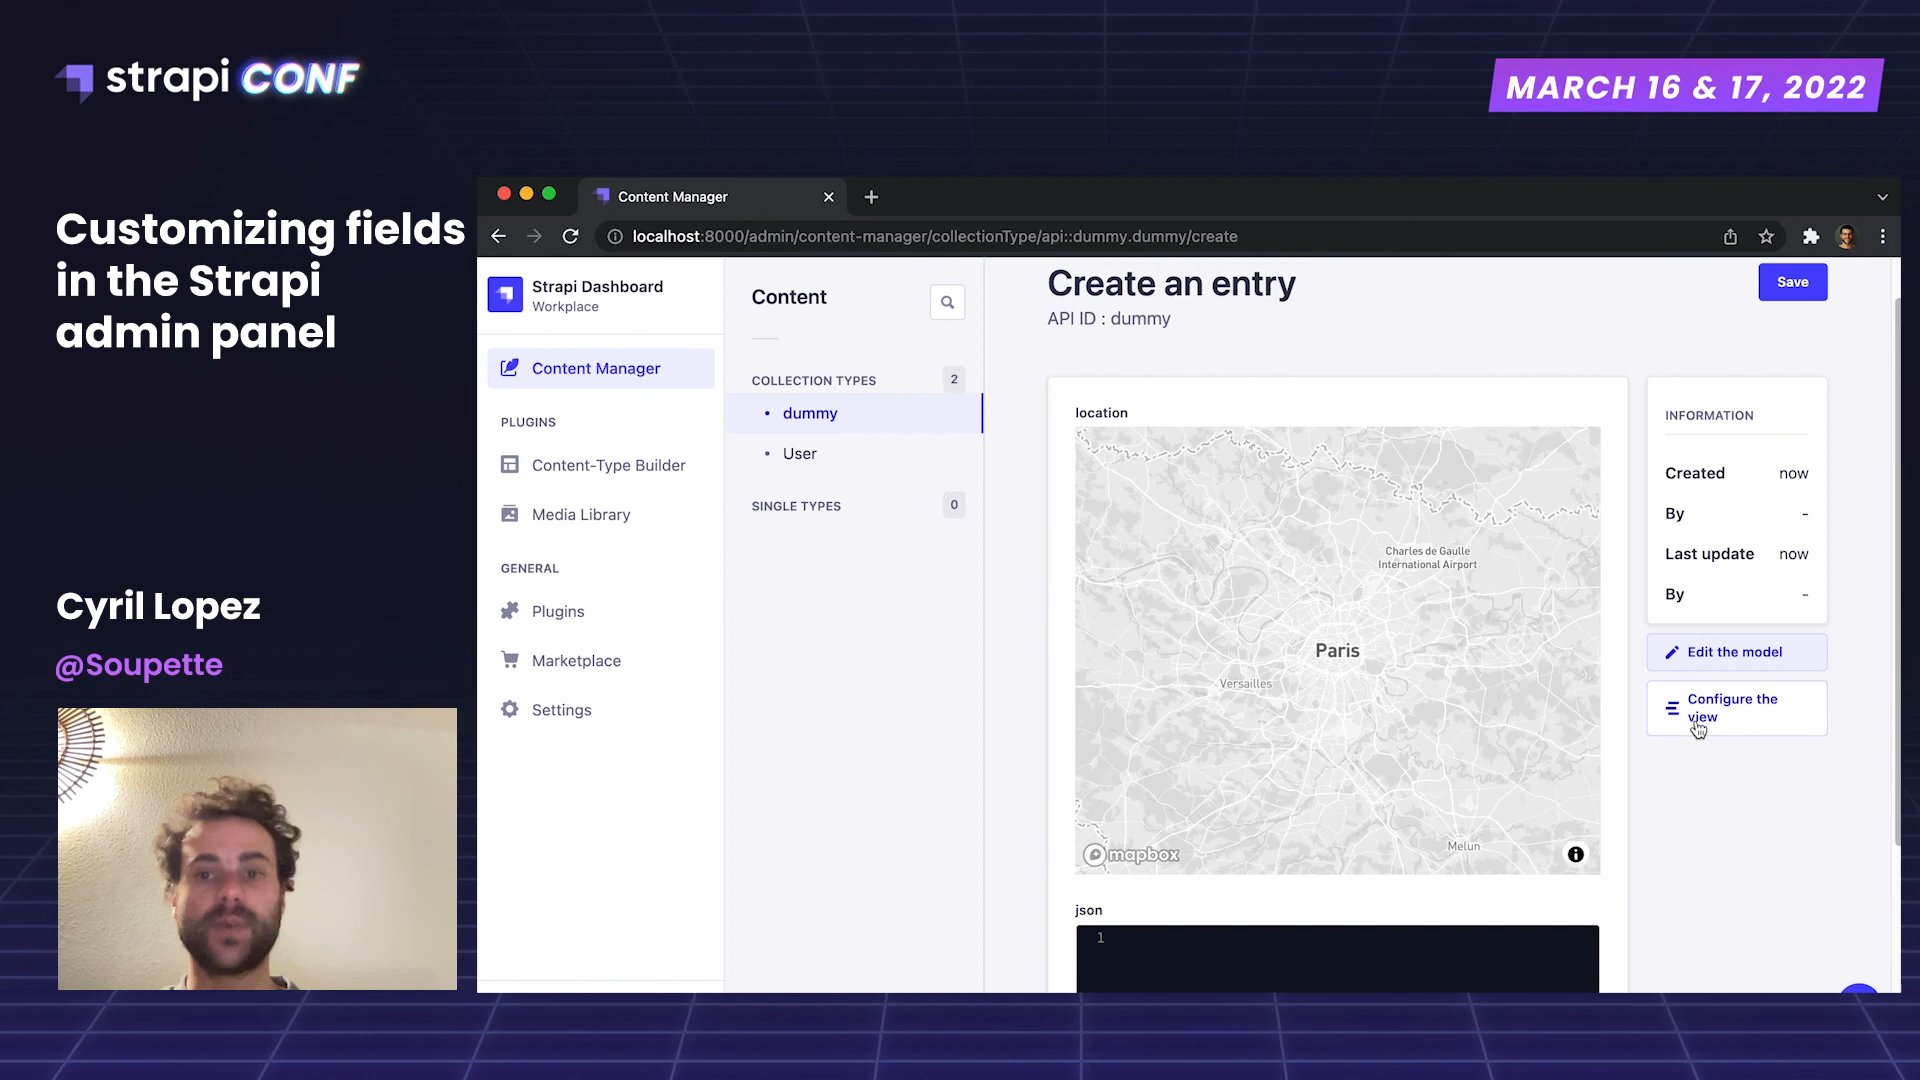 strapi CONF
MARCH 16 & 17, 2022
Customizing fields
in the Strapi
admin panel
Cyril Lopez
@Soupette
Content Manager
localhost:8000/admin/content-manager/collectionType/api::dummy.dummy/create
Strapi Dashboard
Workplace
Content Manager
PLUGINS
Content-Type Builder
Media Library
GENERAL
Plugins
Marketplace
Settings
Content
COLLECTION TYPES 2
• dummy
• User
SINGLE TYPES 0
Create an entry
API ID : dummy
Save
location
Charles de Gaulle
International Airport
Paris
Versailles
Melun
mapbox
json
1
INFORMATION
Created now
By -
Last update now
By -
Edit the model
Configure the
view